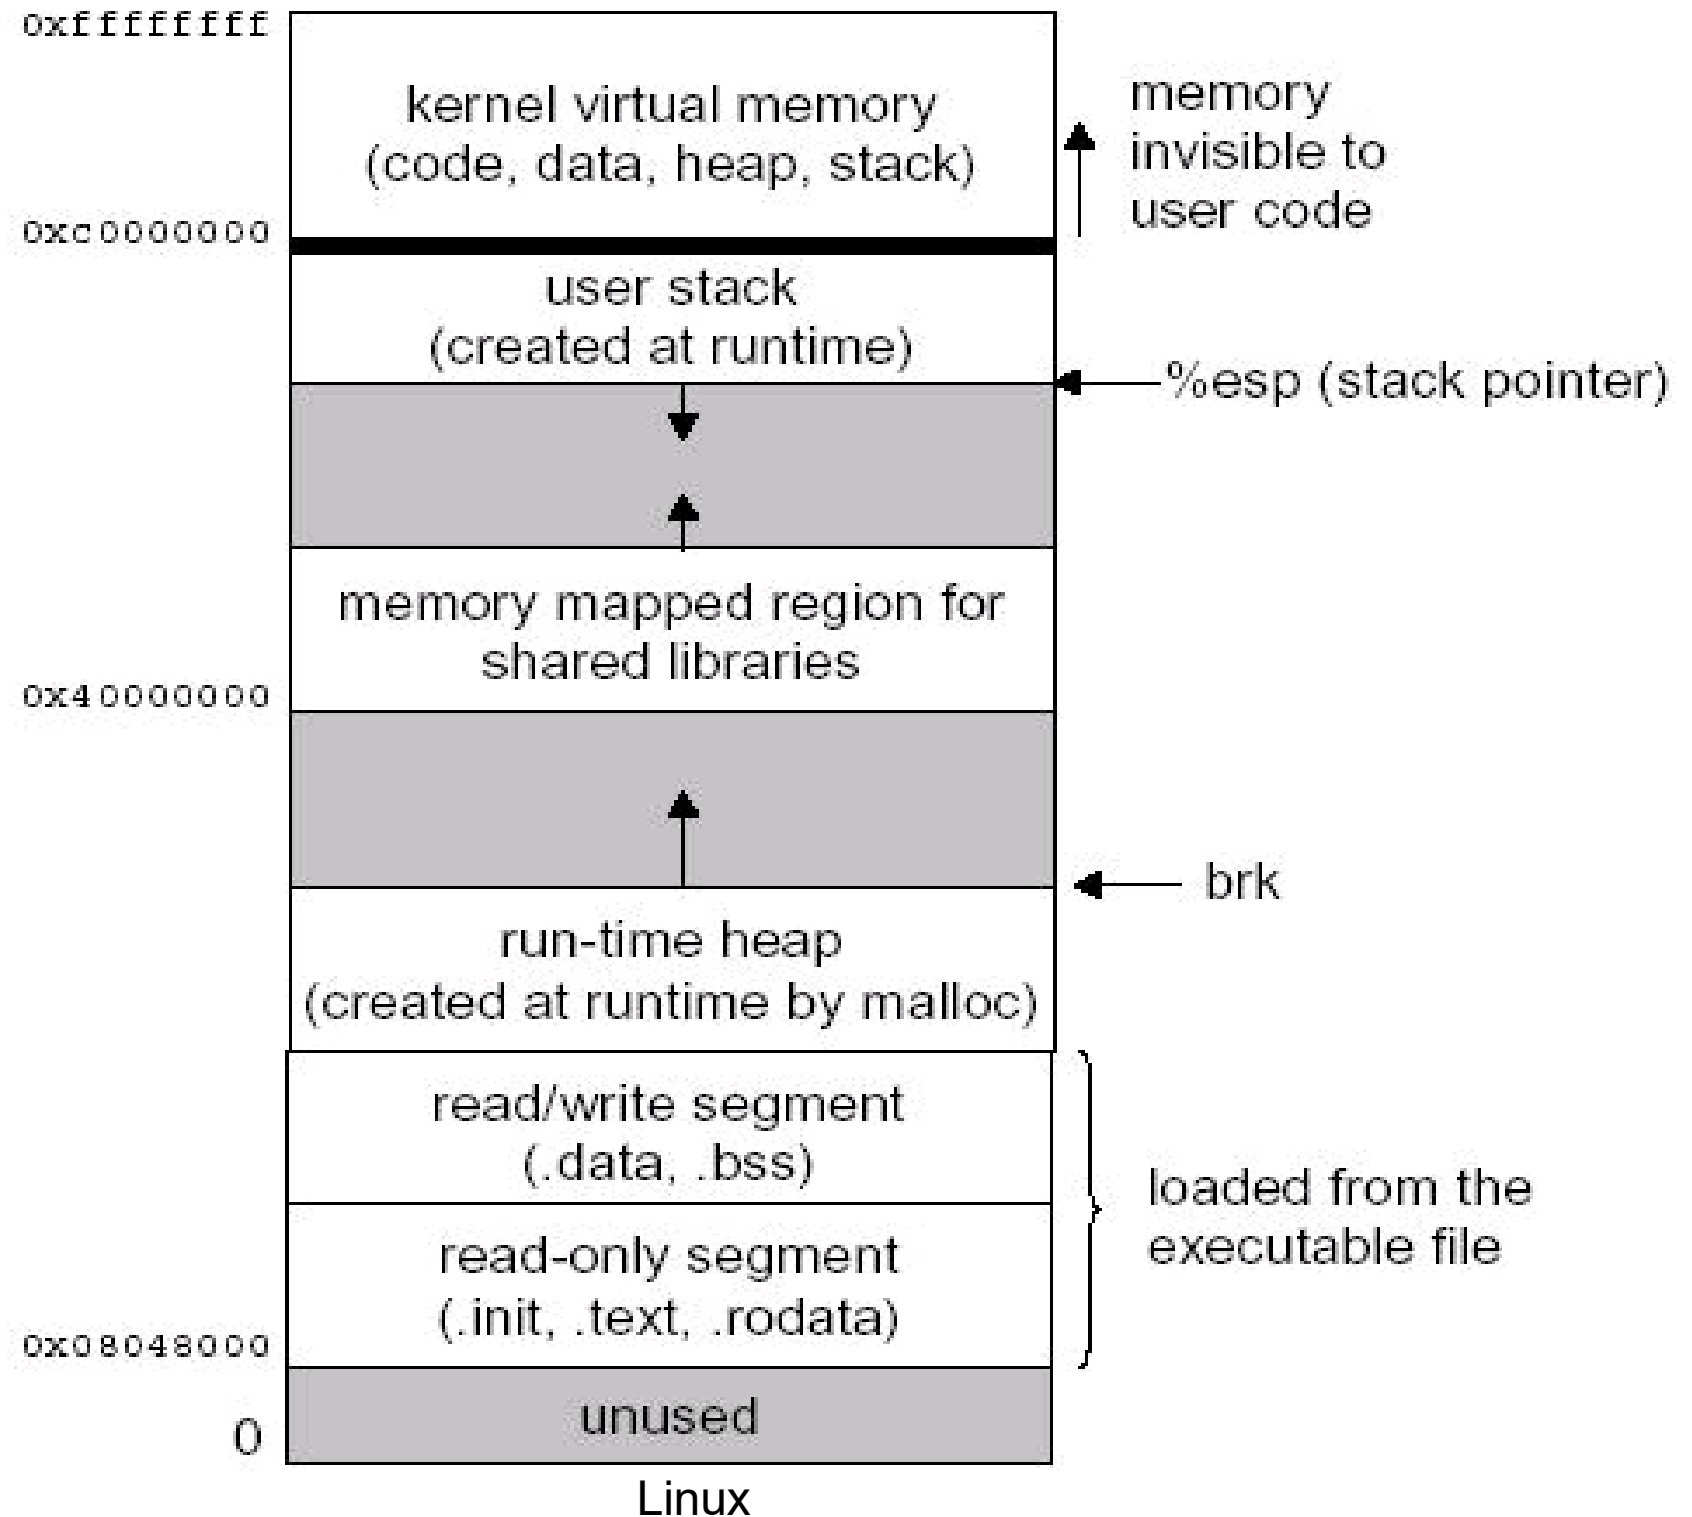 0xffffffff
kernel virtual memory
(code, data, heap, stack)
memory
invisible to
user code
0xc0000000
user stack
(created at runtime)
%esp (stack pointer)
memory mapped region for
shared libraries
0x40000000
brk
run-time heap
(created at runtime by malloc)
read/write segment
(.data, .bss)
loaded from the
executable file
read-only segment
(.init, .text, .rodata)
0x08048000
unused
0
Linux